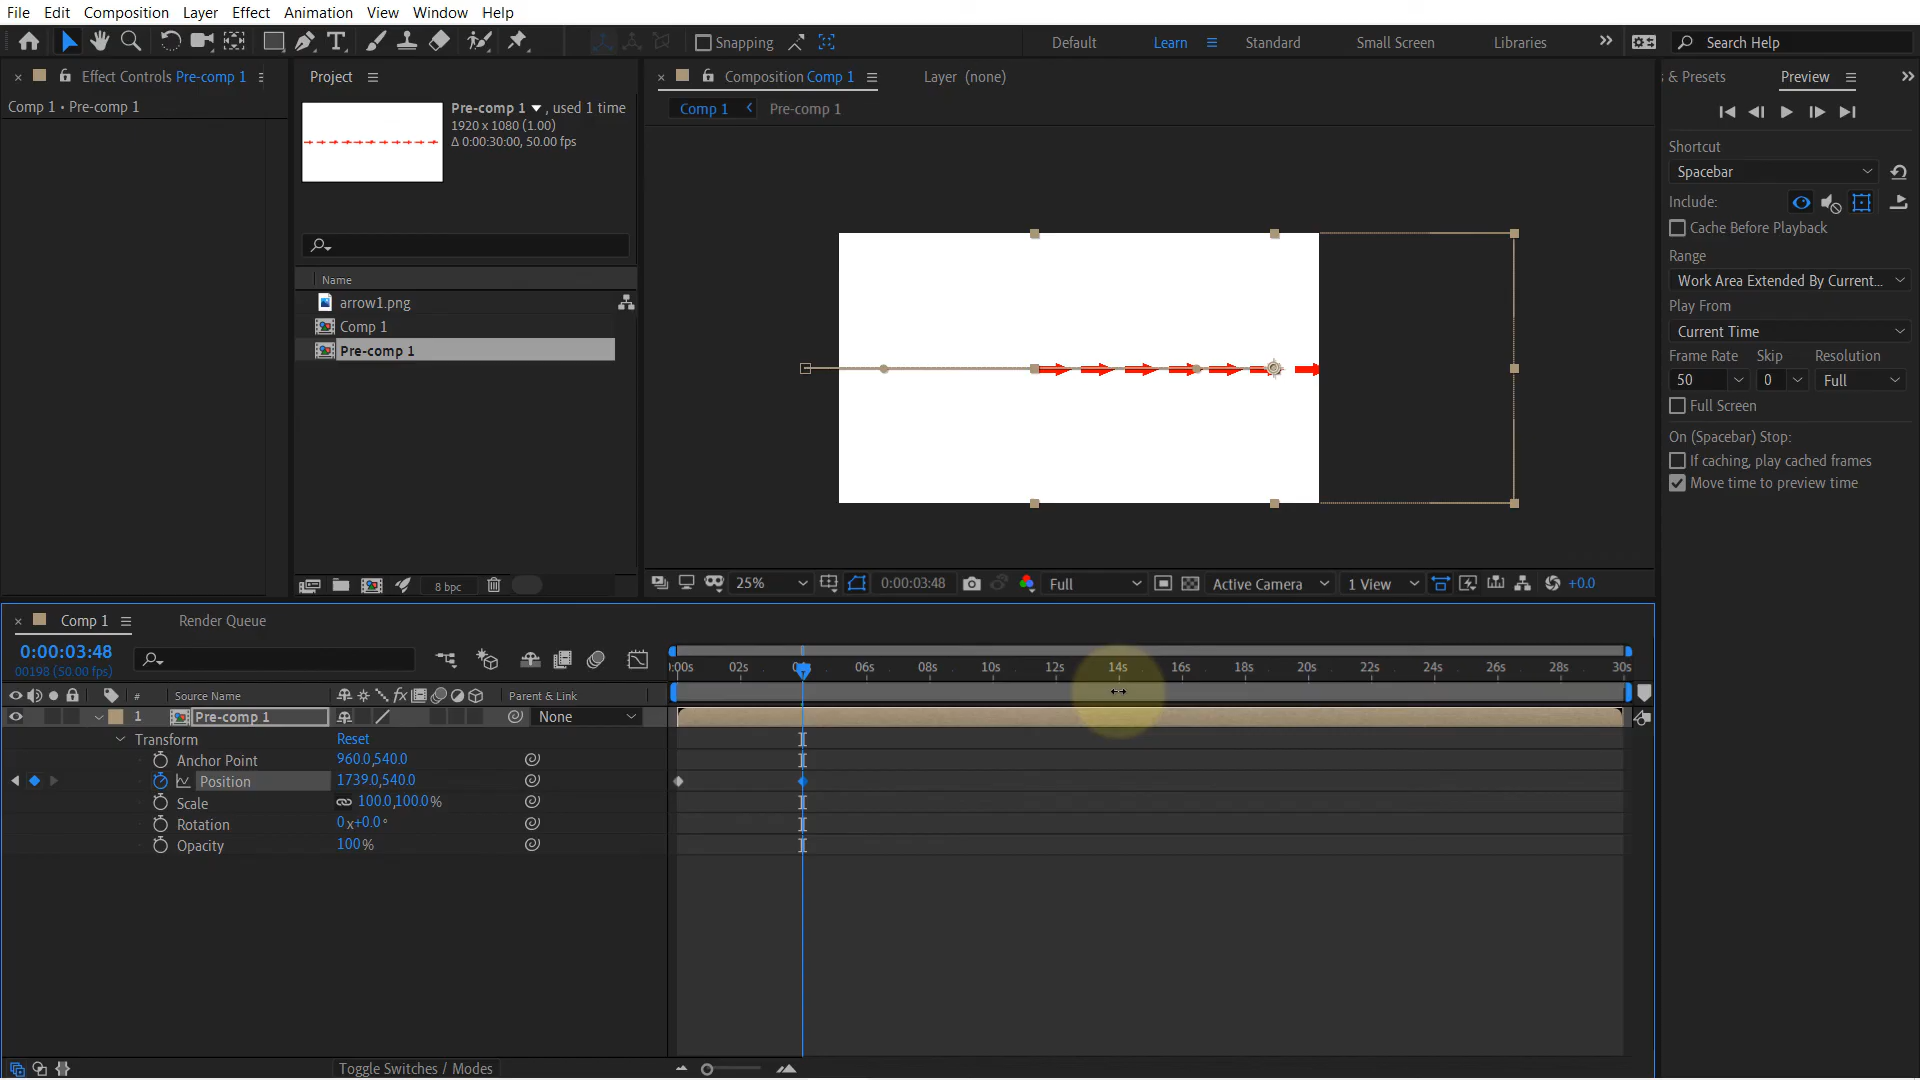 File Edit Composition Layer Effect Animation View Window Help
Snapping
Default Learn Standard Small Screen Libraries Search Help
Effect Controls Pre-comp 1
Comp 1 • Pre-comp 1
Project
Pre-comp 1 , used 1 time
1920 x 1080 (1.00)
Δ 0:00:30:00, 50.00 fps
Name
arrow1.png
Comp 1
Pre-comp 1
8 bpc
Composition Comp 1
Layer (none)
Comp 1 Pre-comp 1
25% 0:00:03:48 Full Active Camera 1 View +0.0
s & Presets Preview
Shortcut
Spacebar
Include:
Cache Before Playback
Range
Work Area Extended By Current...
Play From
Current Time
Frame Rate Skip Resolution
50 0 Full
Full Screen
On (Spacebar) Stop:
If caching, play cached frames
Move time to preview time
Comp 1 Render Queue
0:00:03:48
00198 (50.00 fps)
:00s 02s 04s 06s 08s 10s 12s 14s 16s 18s 20s 22s 24s 26s 28s 30s
# Source Name fx Parent & Link
1 Pre-comp 1 None
Transform Reset
Anchor Point 960.0,540.0
Position 1739.0,540.0
Scale 100.0,100.0%
Rotation 0x+0.0°
Opacity 100%
Toggle Switches / Modes